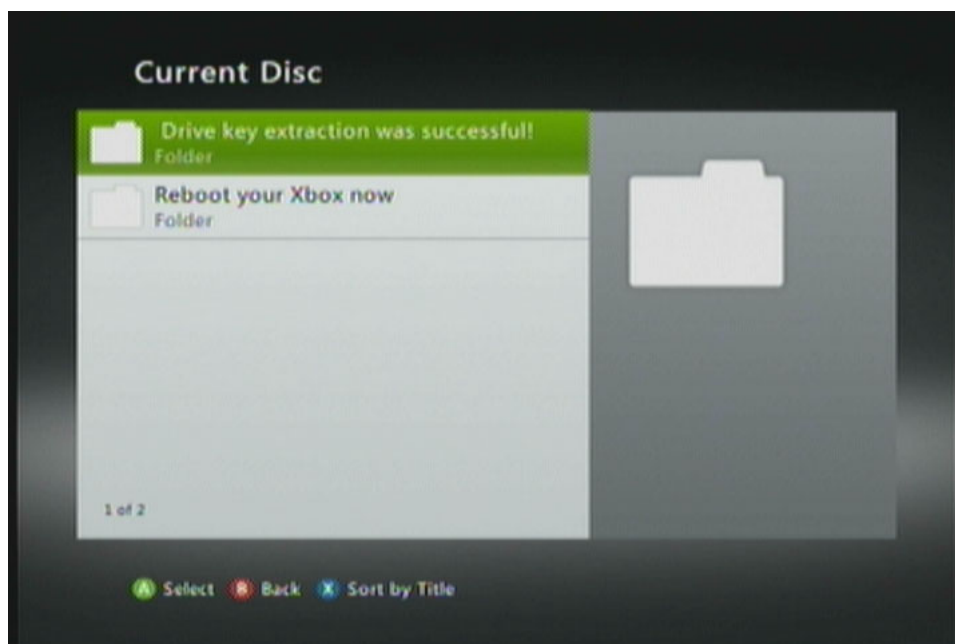 Current Disc
Drive key extraction was successful!
Folder
Reboot your Xbox now
Folder
1 of 2
A Select B Back X Sort by Title